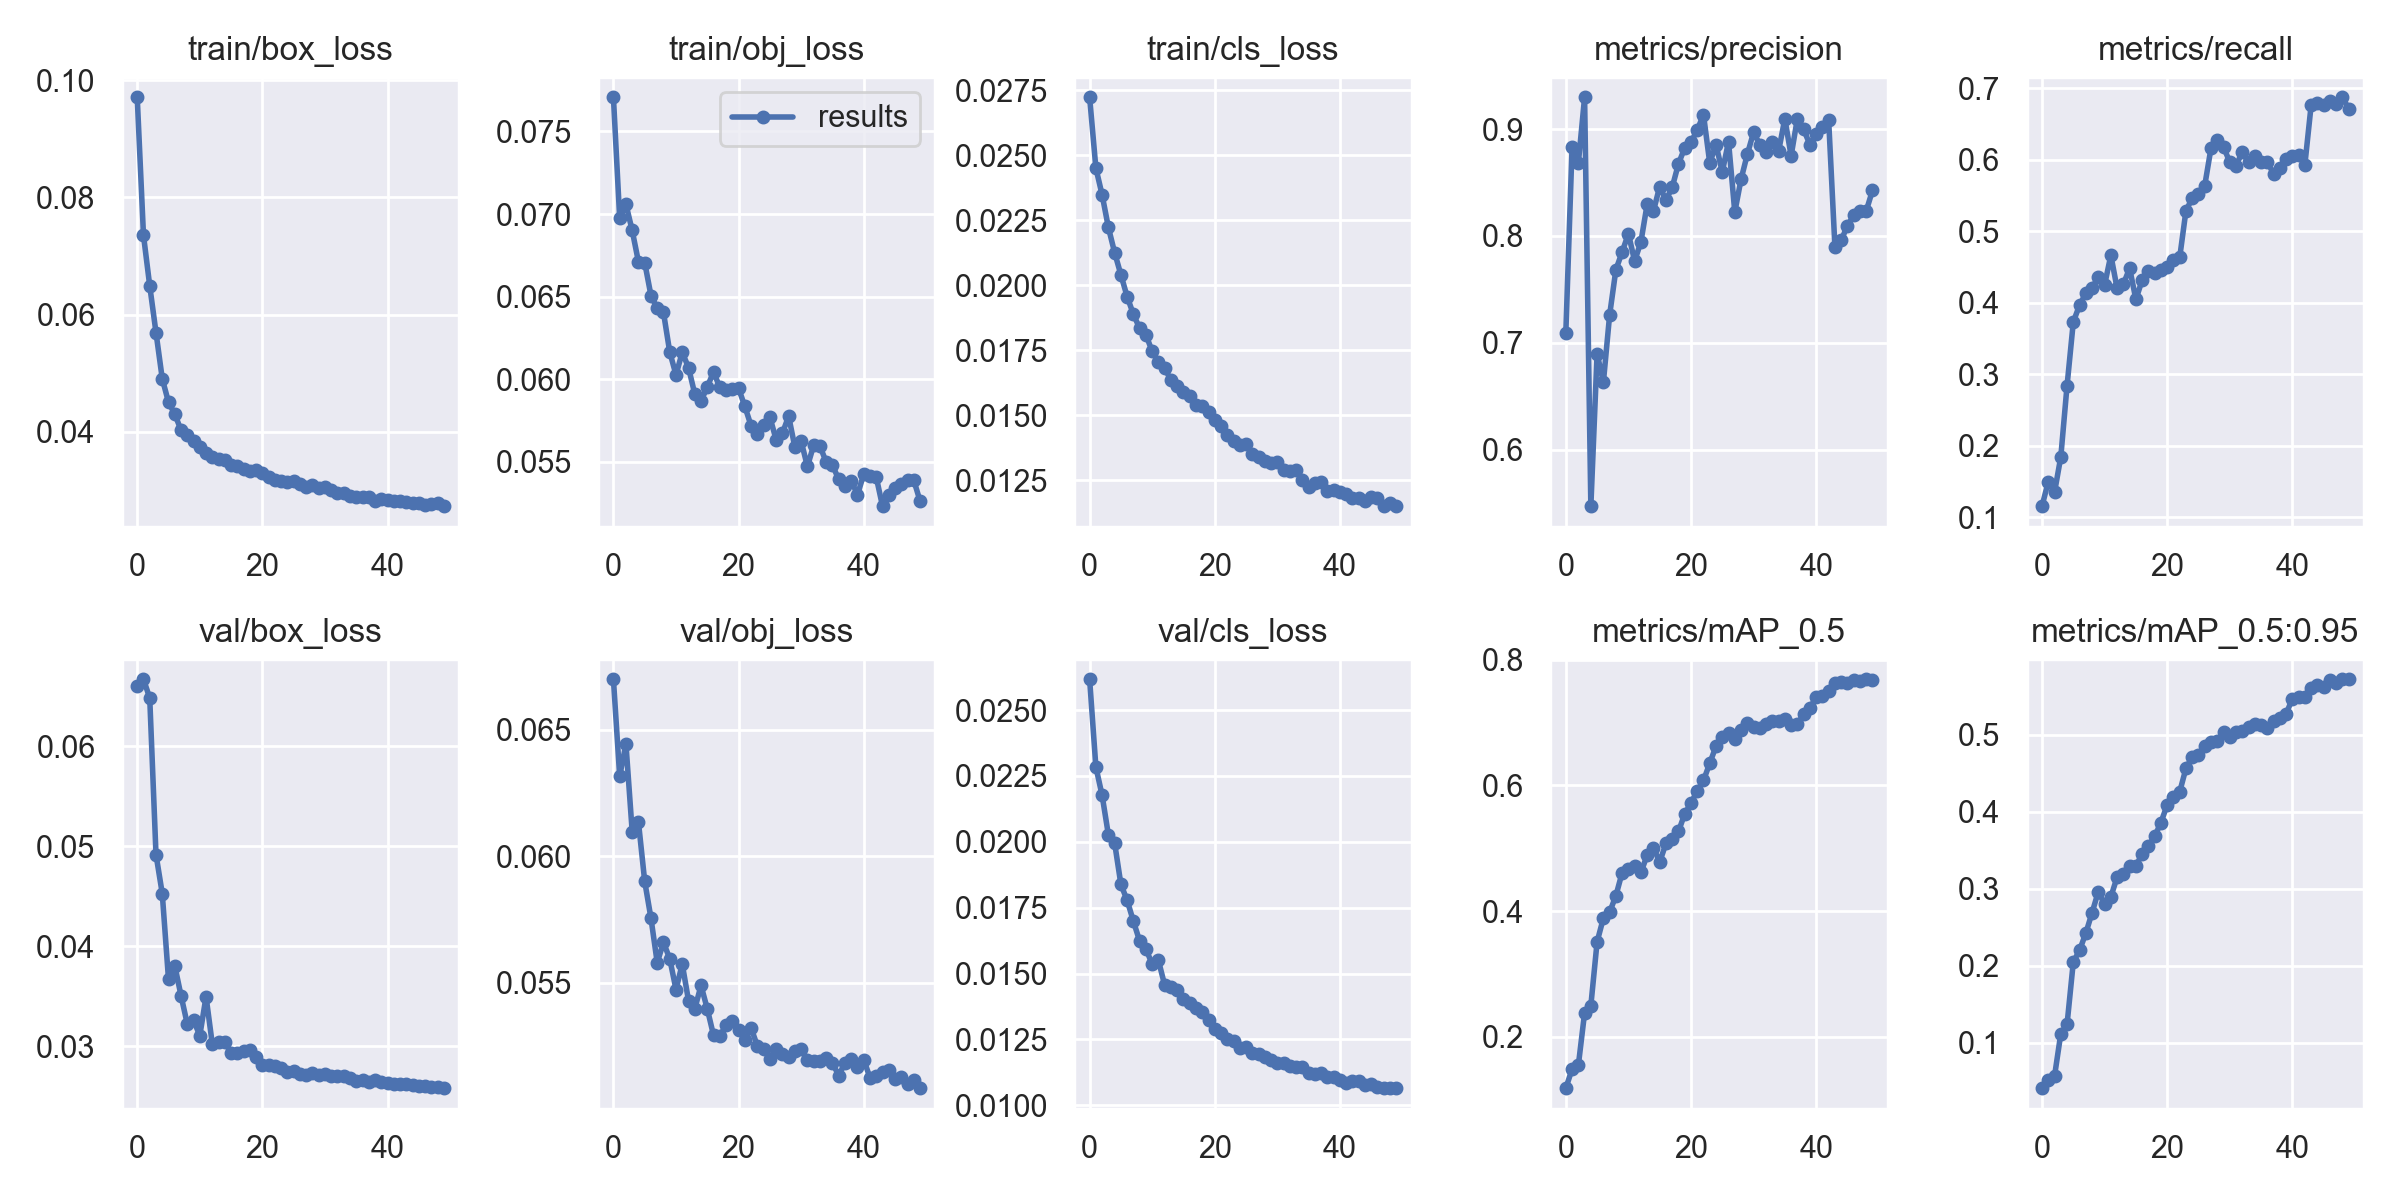 train/box_loss
0.10
0.08
0.06
0.04
0 20 40
train/obj_loss
results
0.075
0.070
0.065
0.060
0.055
0 20 40
train/cls_loss
0.0275
0.0250
0.0225
0.0200
0.0175
0.0150
0.0125
0 20 40
metrics/precision
0.9
0.8
0.7
0.6
0 20 40
metrics/recall
0.7
0.6
0.5
0.4
0.3
0.2
0.1
0 20 40
val/box_loss
0.06
0.05
0.04
0.03
0 20 40
val/obj_loss
0.065
0.060
0.055
0 20 40
val/cls_loss
0.0250
0.0225
0.0200
0.0175
0.0150
0.0125
0.0100
0 20 40
metrics/mAP_0.5
0.8
0.6
0.4
0.2
0 20 40
metrics/mAP_0.5:0.95
0.5
0.4
0.3
0.2
0.1
0 20 40